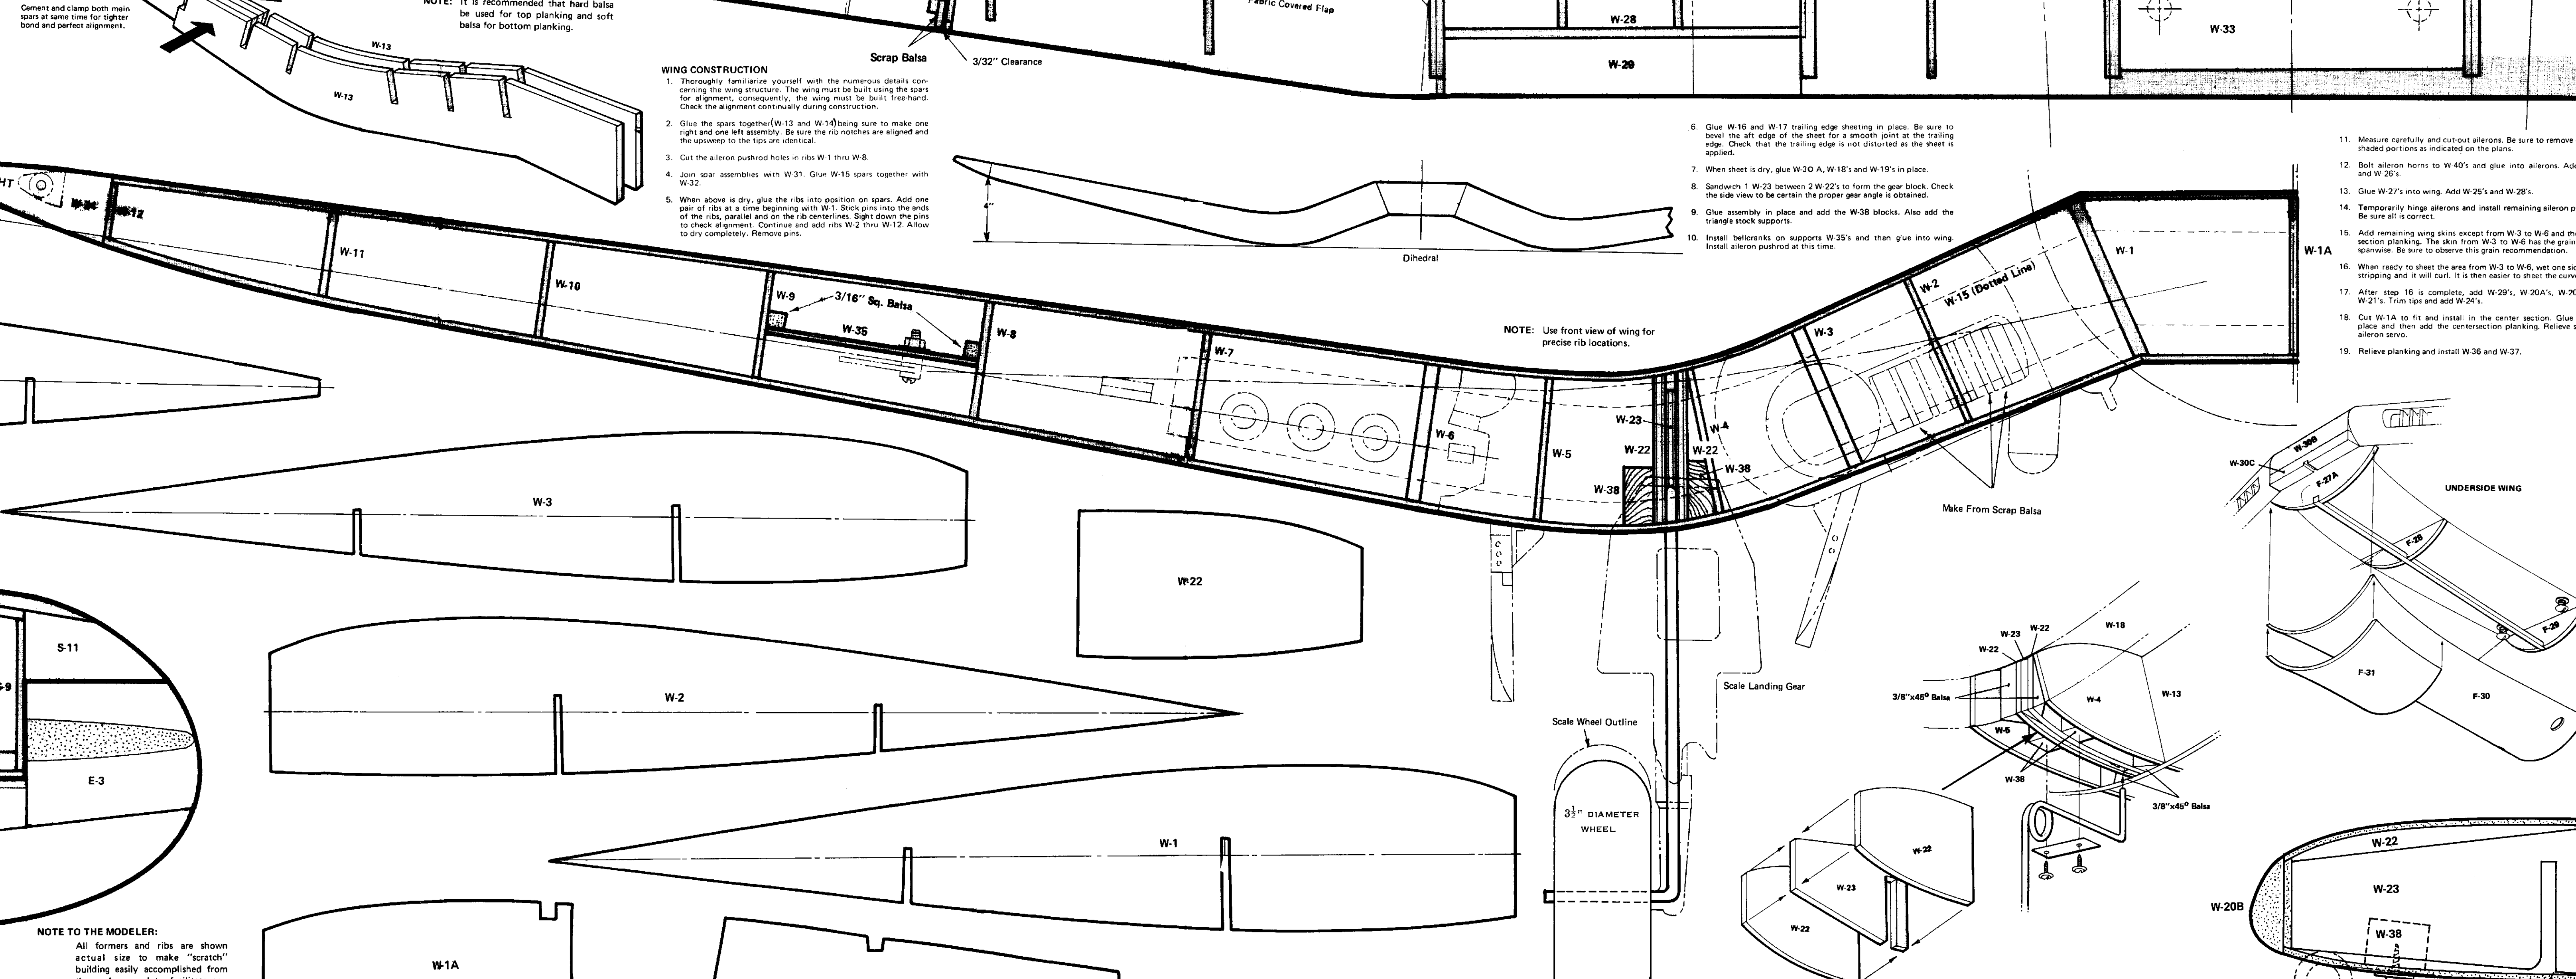 Cement and clamp both main
spars at same time for tighter
bond and perfect alignment.
W-13
W-13
NOTE: It is recommended that hard balsa
be used for top planking and soft
balsa for bottom planking.
Scrap Balsa
3/32" Clearance
Fabric Covered Flap
W-28
W-29
W-33
WING CONSTRUCTION
1. Thoroughly familiarize yourself with the numerous details con-
cerning the wing structure. The wing must be built using the spars
for alignment, consequently, the wing must be built free-hand.
Check the alignment continually during construction.
2. Glue the spars together (W-13 and W-14) being sure to make one
right and one left assembly. Be sure the rib notches are aligned and
the upsweep to the tips are identical.
3. Cut the aileron pushrod holes in ribs W-1 thru W-8.
4. Join spar assemblies with W-31. Glue W-15 spars together with
W-32.
5. When above is dry, glue the ribs into position on spars. Add one
pair of ribs at a time beginning with W-1. Stick pins into the ends
of the ribs, parallel and on the rib centerlines. Sight down the pins
to check alignment. Continue and add ribs W-2 thru W-12. Allow
to dry completely. Remove pins.
4"
Dihedral
6. Glue W-16 and W-17 trailing edge sheeting in place. Be sure to
bevel the aft edge of the sheet for a smooth joint at the trailing
edge. Check that the trailing edge is not distorted as the sheet is
applied.
7. When sheet is dry, glue W-30 A, W-18's and W-19's in place.
8. Sandwich 1 W-23 between 2 W-22's to form the gear block. Check
the side view to be certain the proper gear angle is obtained.
9. Glue assembly in place and add the W-38 blocks. Also add the
triangle stock supports.
10. Install bellcranks on supports W-35's and then glue into wing.
Install aileron pushrod at this time.
11. Measure carefully and cut-out ailerons. Be sure to remove
shaded portions as indicated on the plans.
12. Bolt aileron horns to W-40's and glue into ailerons. Add
and W-26's.
13. Glue W-27's into wing. Add W-25's and W-28's.
14. Temporarily hinge ailerons and install remaining aileron p
Be sure all is correct.
15. Add remaining wing skins except from W-3 to W-6 and the
section planking. The skin from W-3 to W-6 has the grain
spanwise. Be sure to observe this grain recommendation.
16. When ready to sheet the area from W-3 to W-6, wet one sid
stripping and it will curl. It is then easier to sheet the curve
17. After step 16 is complete, add W-29's, W-20A's, W-20
W-21's. Trim tips and add W-24's.
18. Cut W-1A to fit and install in the center section. Glue
place and then add the centersection planking. Relieve s
aileron servo.
19. Relieve planking and install W-36 and W-37.
HT
W-12
W-11
W-10
W-9
3/16" Sq. Balsa
W-35
W-8
W-7
W-6
W-5
NOTE: Use front view of wing for
precise rib locations.
W-23
W-22
W-38
W-4
W-22
W-38
W-3
W-2
W-15 (Dotted Line)
W-1
W-1A
Make From Scrap Balsa
W-30B
W-30C
F-27A
UNDERSIDE WING
F-28
F-29
F-31
F-30
W-3
W-22
S-11
W-2
E-3
Scale Landing Gear
Scale Wheel Outline
3½" DIAMETER
WHEEL
W-22
W-23
W-22
W-18
3/8"x45° Balsa
W-4
W-13
W-5
W-38
3/8"x45° Balsa
W-1
W-22
W-23
W-22
W-22
W-23
W-20B
W-38
NOTE TO THE MODELER:
All formers and ribs are shown
actual size to make "scratch"
building easily accomplished from
W-1A